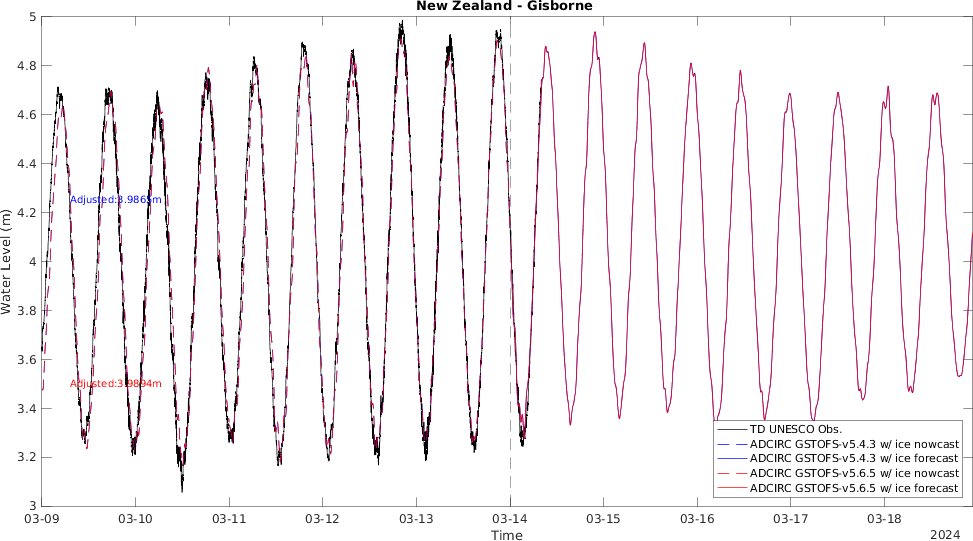 New Zealand - Gisborne
5
4.8
4.6
4.4
4.2
4
3.8
3.6
3.4
3.2
3
Water Level (m)
Adjusted:3.9865m
Adjusted:3.9894m
TD UNESCO Obs.
ADCIRC GSTOFS-v5.4.3 w/ ice nowcast
ADCIRC GSTOFS-v5.4.3 w/ ice forecast
ADCIRC GSTOFS-v5.6.5 w/ ice nowcast
ADCIRC GSTOFS-v5.6.5 w/ ice forecast
03-09 03-10 03-11 03-12 03-13 03-14 03-15 03-16 03-17 03-18
Time
2024